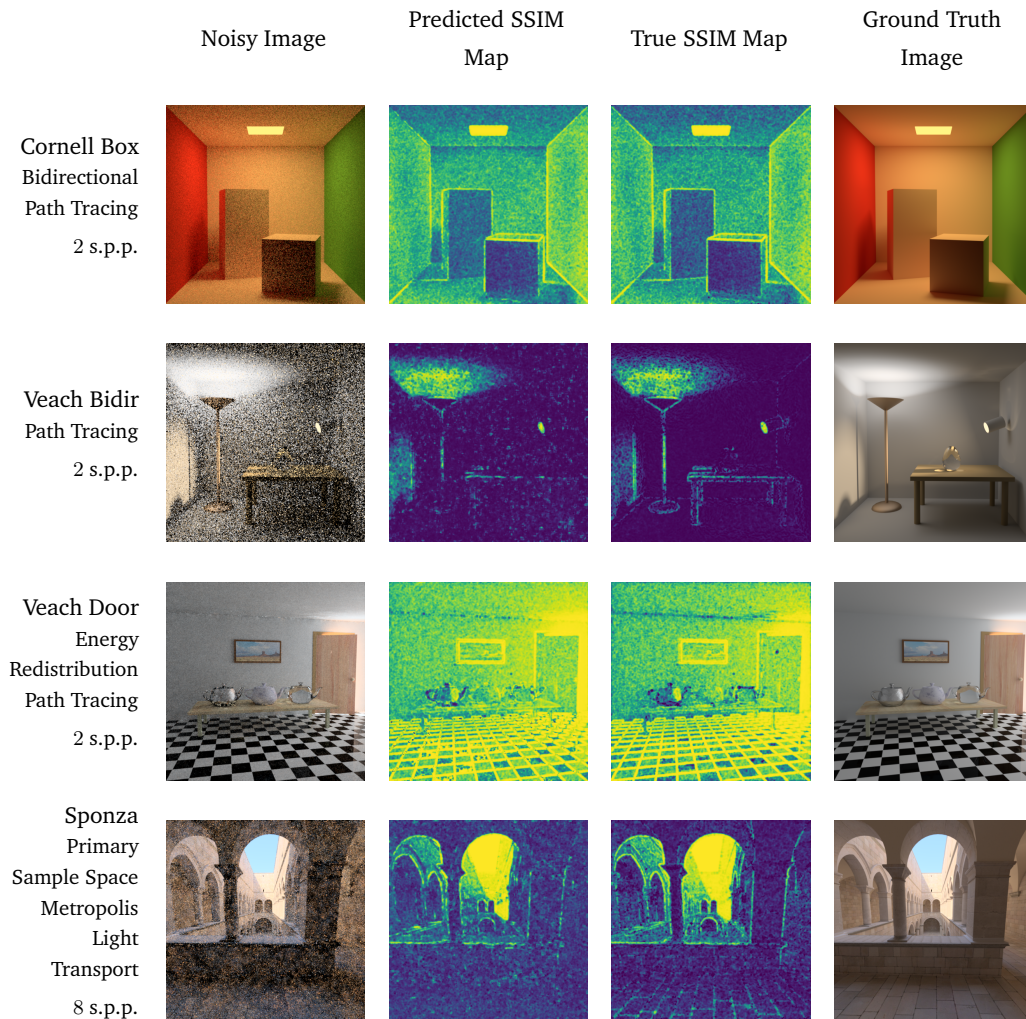 Noisy Image
Predicted SSIM
Map
True SSIM Map
Ground Truth
Image
Cornell Box
Bidirectional
Path Tracing
2 s.p.p.
Veach Bidir
Path Tracing
2 s.p.p.
Veach Door
Energy
Redistribution
Path Tracing
2 s.p.p.
Sponza
Primary
Sample Space
Metropolis
Light
Transport
8 s.p.p.